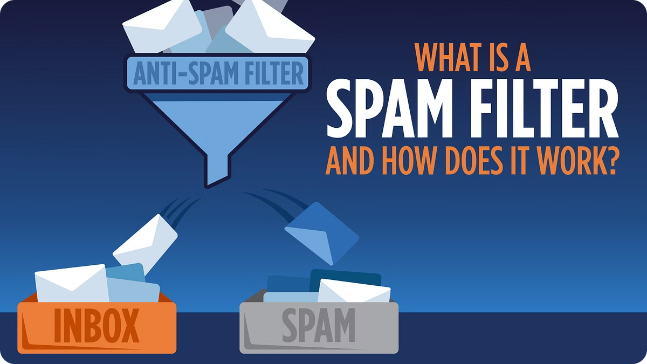 ANTI-SPAM FILTER
WHAT IS A
SPAM FILTER
AND HOW DOES IT WORK?
INBOX
SPAM